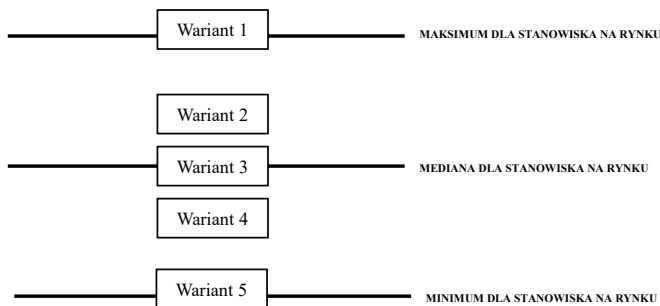 Wariant 1
MAKSIMUM DLA STANOWISKA NA RYNKU
Wariant 2
Wariant 3
MEDIANA DLA STANOWISKA NA RYNKU
Wariant 4
Wariant 5
MINIMUM DLA STANOWISKA NA RYNKU